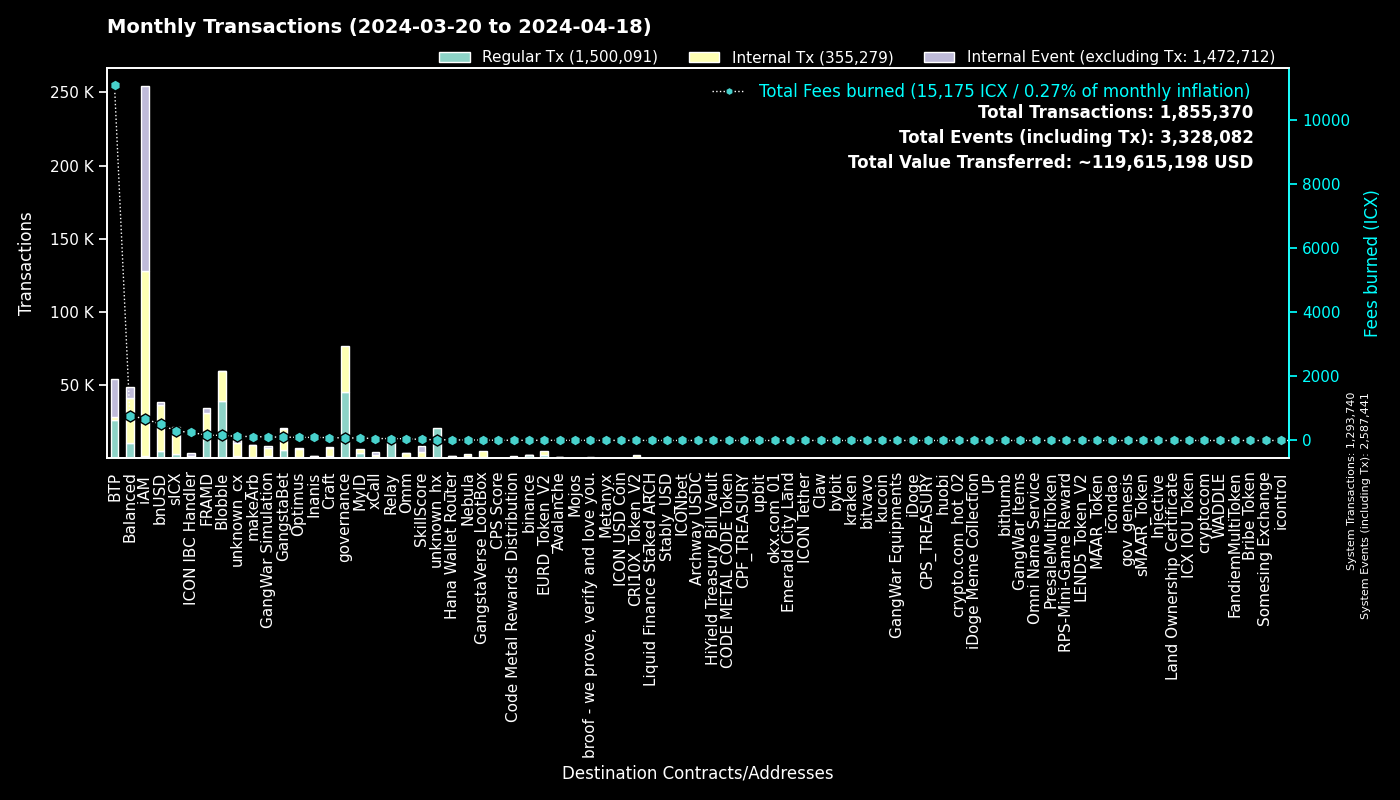 Monthly Transactions (2024-03-20 to 2024-04-18)
Regular Tx (1,500,091)
Internal Tx (355,279)
Internal Event (excluding Tx: 1,472,712)
Total Fees burned (15,175 ICX / 0.27% of monthly inflation)
Total Transactions: 1,855,370
Total Events (including Tx): 3,328,082
Total Value Transferred: ~119,615,198 USD
Transactions
250 K
200 K
150 K
100 K
50 K
10000
8000
6000
4000
2000
0
Fees burned (ICX)
System Transactions: 1,293,740
System Events (including Tx): 2,587,441
BTP
Balanced
iAM
bnUSD
sICX
ICON IBC Handler
FRAMD
Blobble
unknown_cx
makeArb
GangWar Simulation
GangstaBet
Optimus
Inanis
Craft
governance
MyID
xCall
Relay
Omm
SkillScore
unknown_hx
Hana Wallet Router
Nebula
GangstaVerse LootBox
CPS Score
Code Metal Rewards Distribution
binance
EURD_Token_V2
Avalanche
Mojos
broof - we prove, verify and love you.
Metanyx
ICON USD Coin
CRI10X_Token_V2
Liquid Finance Staked ARCH
Stably_USD
ICONbet
Archway USDC
HiYield Treasury Bill Vault
CODE METAL CODE Token
CPF_TREASURY
upbit
okx.com_01
Emerald City Land
ICON Tether
Claw
bybit
kraken
bitvavo
kucoin
GangWar Equipments
iDoge
CPS_TREASURY
huobi
crypto.com_hot_02
iDoge Meme Collection
UP
bithumb
GangWar Items
Omni Name Service
PresaleMultiToken
RPS-Mini-Game Reward
LEND5_Token_V2
MAAR_Token
icondao
gov_genesis
sMAAR_Token
Injective
Land Ownership Certificate
ICX IOU Token
cryptocom
WADDLE
FandiemMultiToken
Bribe Token
Somesing Exchange
icontrol
Destination Contracts/Addresses